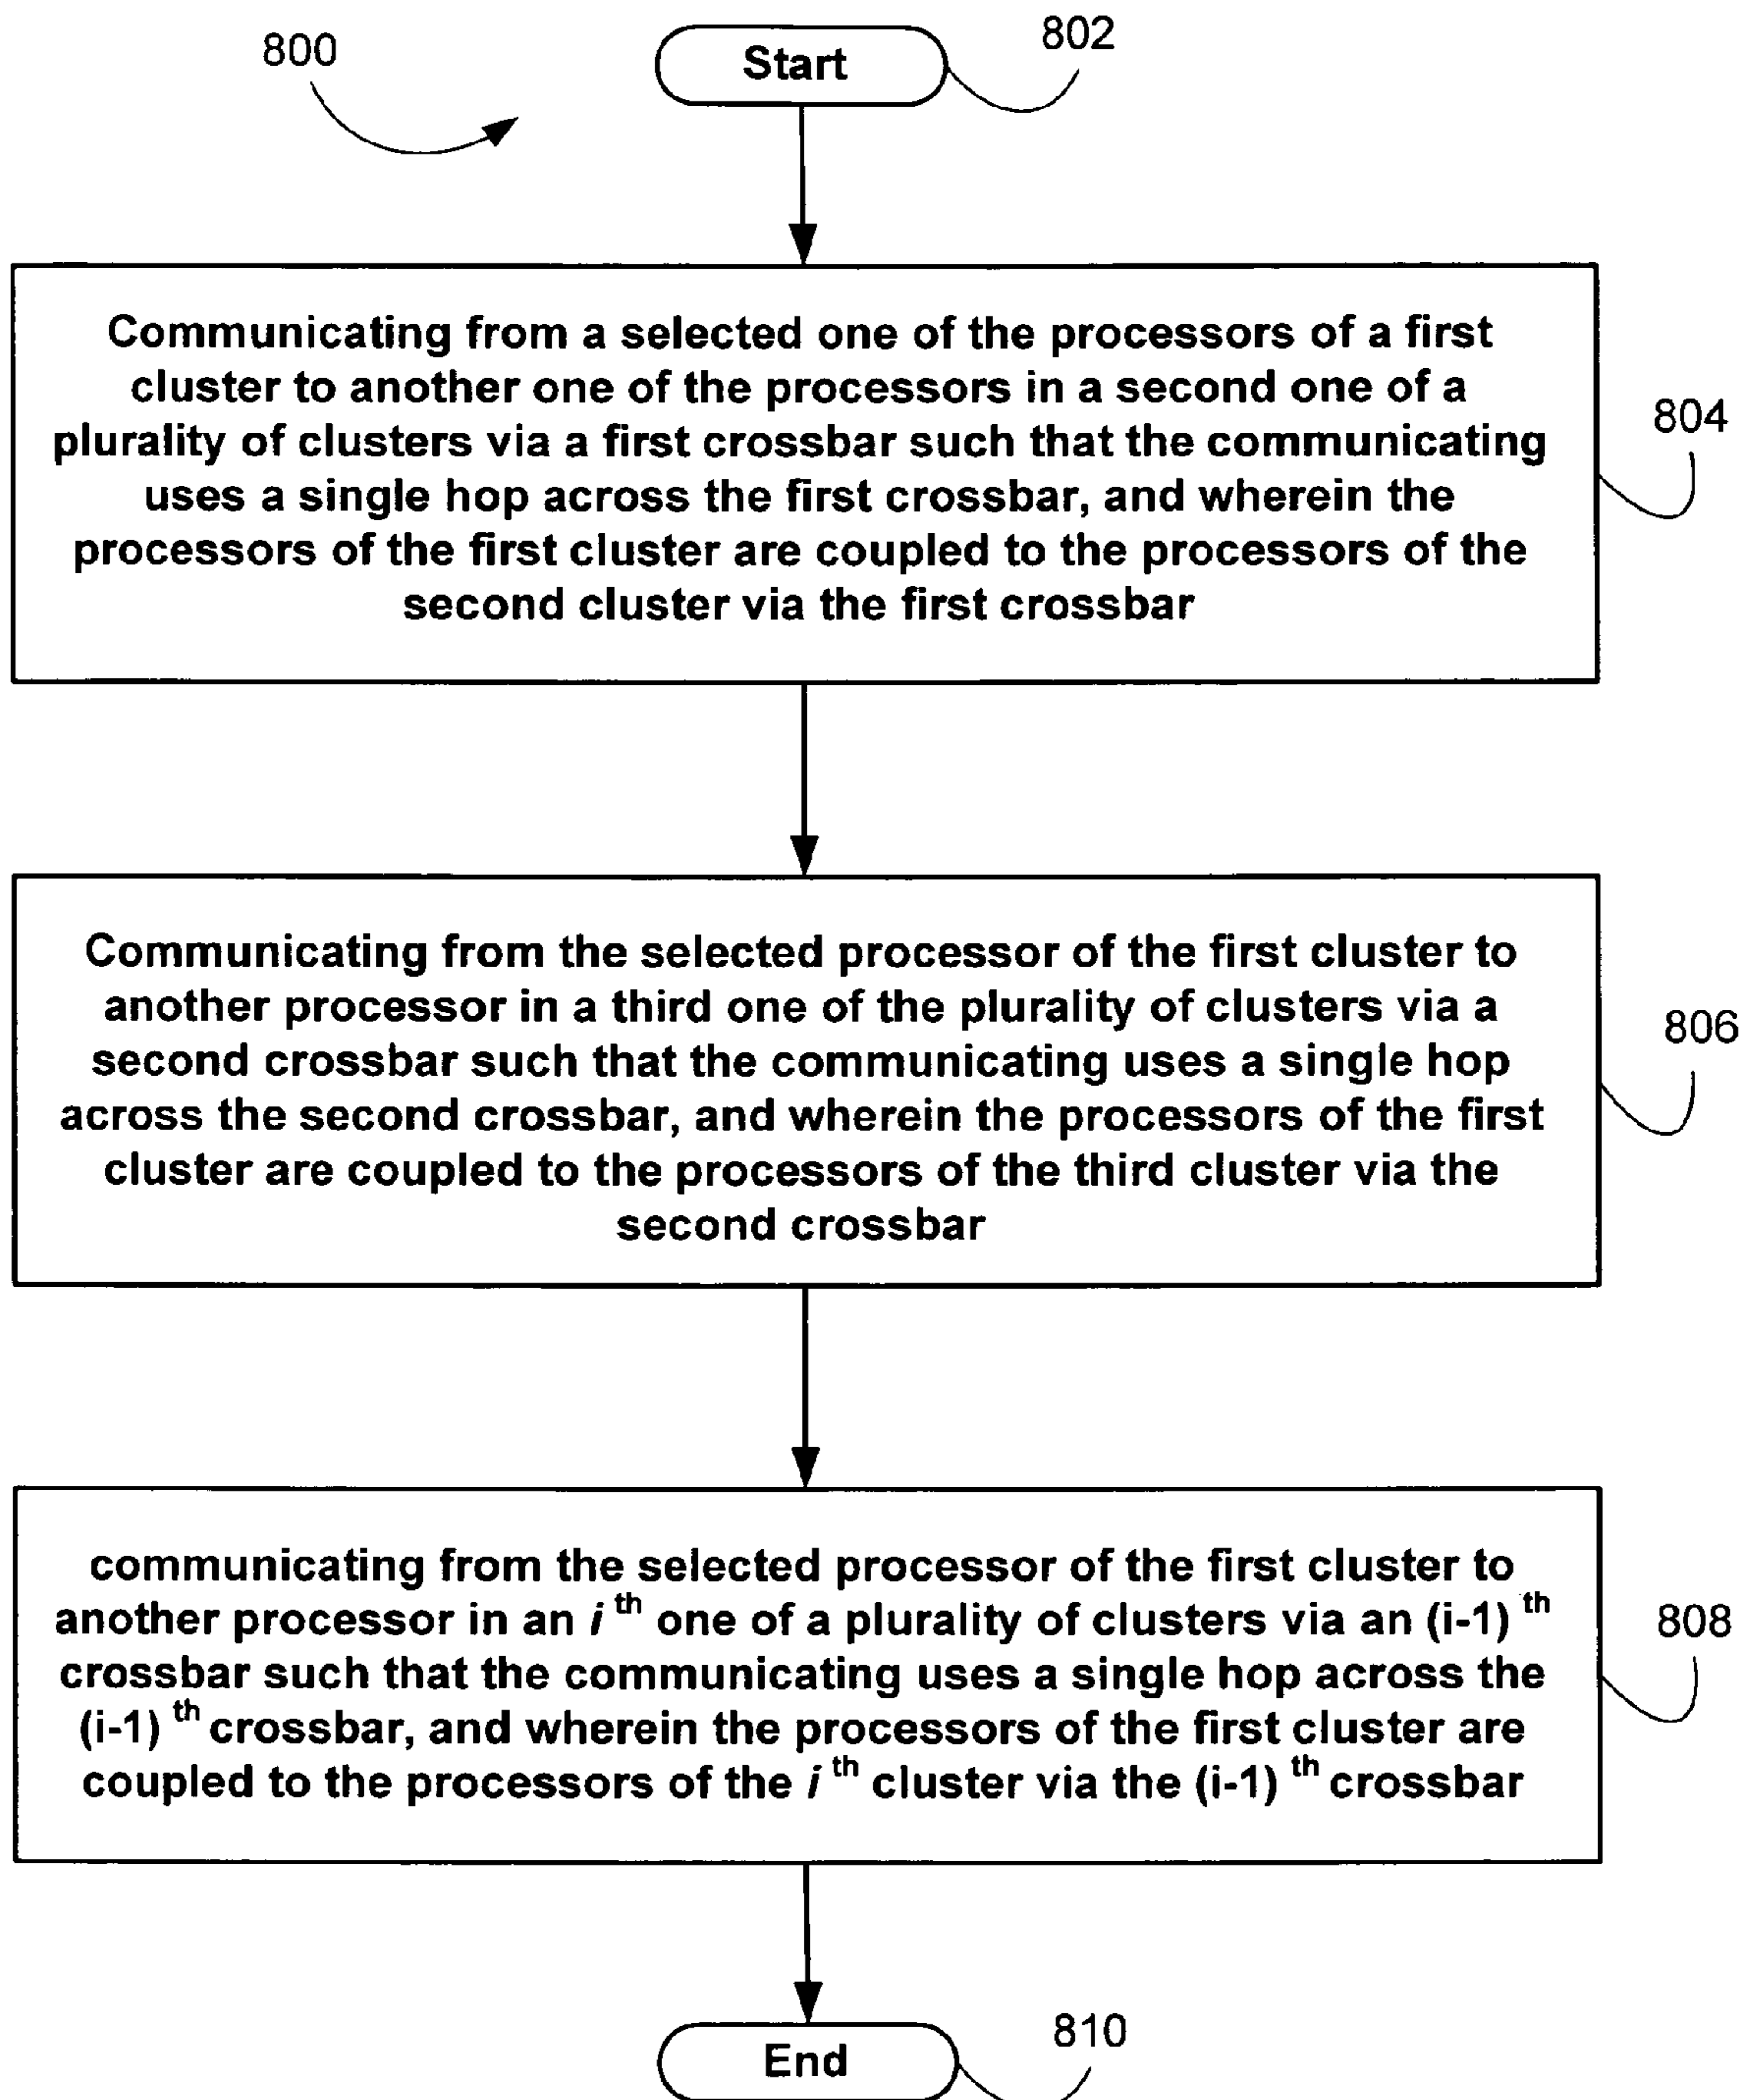 800
Start
802
Communicating from a selected one of the processors of a first
cluster to another one of the processors in a second one of a
plurality of clusters via a first crossbar such that the communicating
uses a single hop across the first crossbar, and wherein the
processors of the first cluster are coupled to the processors of the
second cluster via the first crossbar
804
Communicating from the selected processor of the first cluster to
another processor in a third one of the plurality of clusters via a
second crossbar such that the communicating uses a single hop
across the second crossbar, and wherein the processors of the first
cluster are coupled to the processors of the third cluster via the
second crossbar
806
communicating from the selected processor of the first cluster to
another processor in an i th one of a plurality of clusters via an (i-1) th
crossbar such that the communicating uses a single hop across the
(i-1) th crossbar, and wherein the processors of the first cluster are
coupled to the processors of the i th cluster via the (i-1) th crossbar
808
End
810